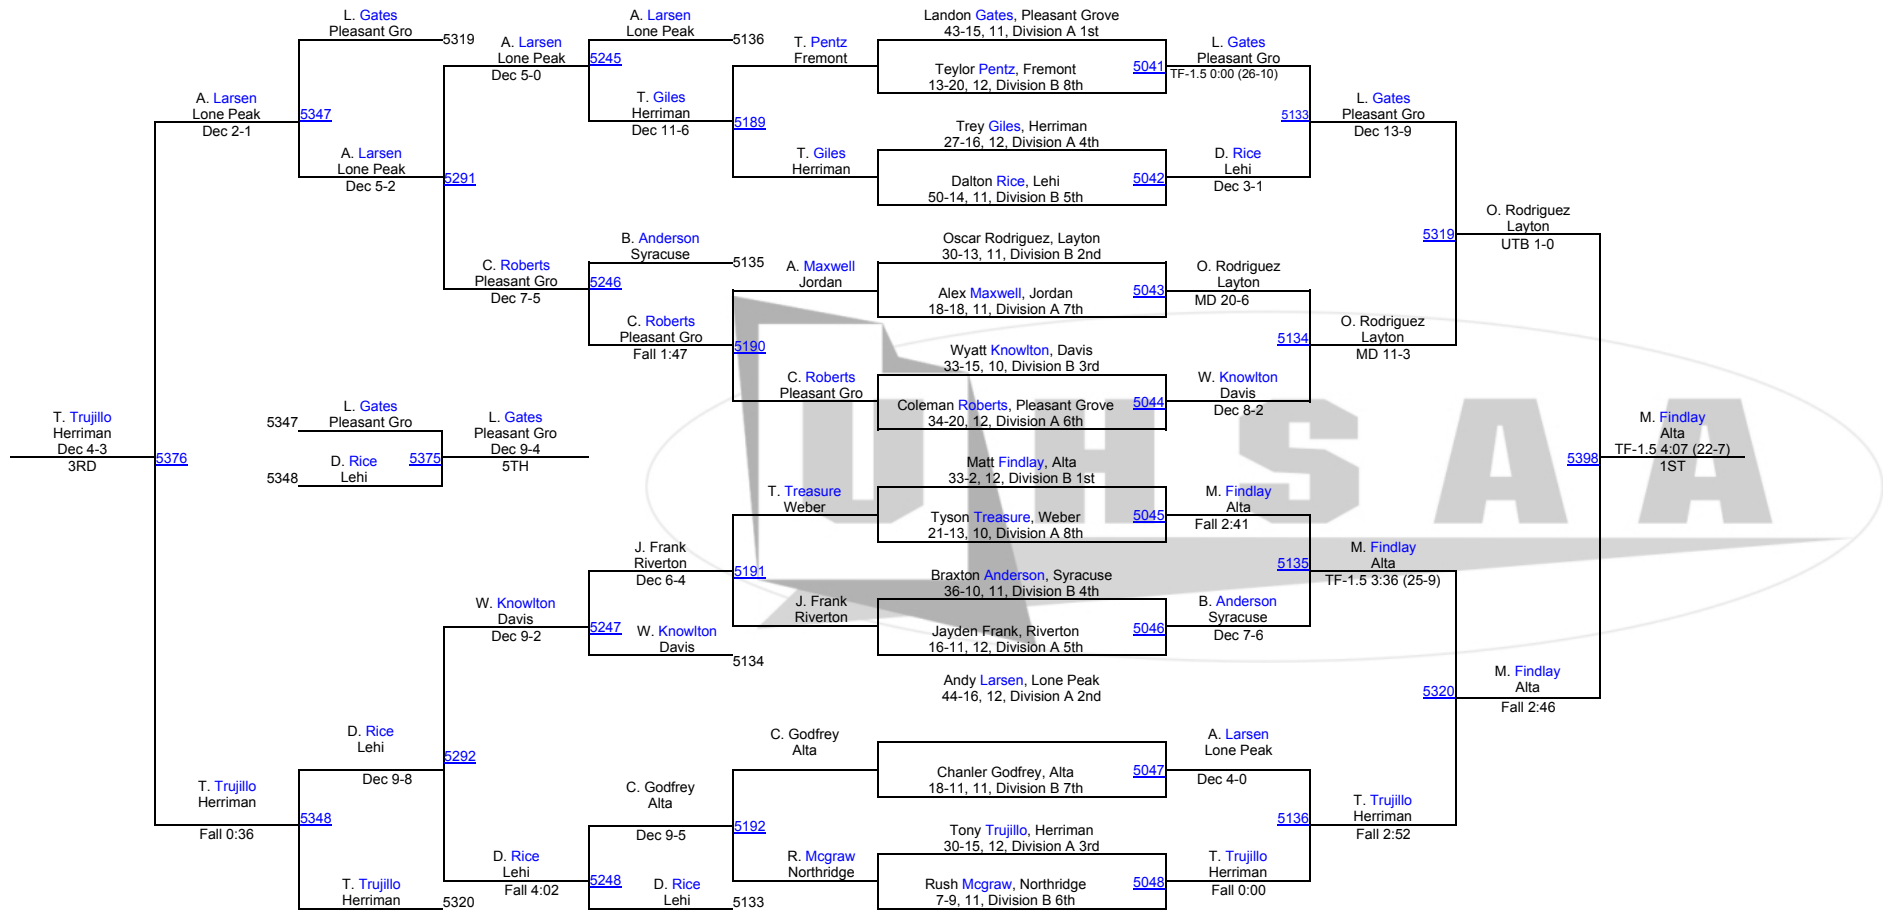 L. Gates
Pleasant Gro
5319
A. Larsen
Lone Peak
Dec 2-1
5347
A. Larsen
Lone Peak
Dec 5-2
A. Larsen
Lone Peak
Dec 5-0
5291
C. Roberts
Pleasant Gro
Dec 7-5
A. Larsen
Lone Peak
5136
5245
T. Giles
Herriman
Dec 11-6
B. Anderson
Syracuse
5135
5246
C. Roberts
Pleasant Gro
Fall 1:47
T. Pentz
Fremont
5189
T. Giles
Herriman
A. Maxwell
Jordan
5190
C. Roberts
Pleasant Gro
Landon Gates, Pleasant Grove
43-15, 11, Division A 1st
Teylor Pentz, Fremont
13-20, 12, Division B 8th
5041
Trey Giles, Herriman
27-16, 12, Division A 4th
Dalton Rice, Lehi
50-14, 11, Division B 5th
5042
Oscar Rodriguez, Layton
30-13, 11, Division B 2nd
Alex Maxwell, Jordan
18-18, 11, Division A 7th
5043
Wyatt Knowlton, Davis
33-15, 10, Division B 3rd
Coleman Roberts, Pleasant Grove
34-20, 12, Division A 6th
5044
L. Gates
Pleasant Gro
TF-1.5 0:00 (26-10)
5133
D. Rice
Lehi
Dec 3-1
L. Gates
Pleasant Gro
Dec 13-9
O. Rodriguez
Layton
MD 20-6
5134
W. Knowlton
Davis
Dec 8-2
O. Rodriguez
Layton
MD 11-3
5319
O. Rodriguez
Layton
UTB 1-0
T. Trujillo
Herriman
Dec 4-3
3RD
5376
5347
L. Gates
Pleasant Gro
5348
D. Rice
Lehi
5375
L. Gates
Pleasant Gro
Dec 9-4
5TH
UHSAA
5398
M. Findlay
Alta
TF-1.5 4:07 (22-7)
1ST
Matt Findlay, Alta
33-2, 12, Division B 1st
Tyson Treasure, Weber
21-13, 10, Division A 8th
5045
Braxton Anderson, Syracuse
36-10, 11, Division B 4th
Jayden Frank, Riverton
16-11, 12, Division A 5th
5046
Andy Larsen, Lone Peak
44-16, 12, Division A 2nd
Chanler Godfrey, Alta
18-11, 11, Division B 7th
5047
Tony Trujillo, Herriman
30-15, 12, Division A 3rd
Rush Mcgraw, Northridge
7-9, 11, Division B 6th
5048
T. Treasure
Weber
5191
J. Frank
Riverton
C. Godfrey
Alta
5192
R. Mcgraw
Northridge
J. Frank
Riverton
Dec 6-4
5247
W. Knowlton
Davis
5134
C. Godfrey
Alta
Dec 9-5
5248
D. Rice
Lehi
5133
W. Knowlton
Davis
Dec 9-2
5292
D. Rice
Lehi
Fall 4:02
D. Rice
Lehi
Dec 9-8
5348
T. Trujillo
Herriman
5320
T. Trujillo
Herriman
Fall 0:36
M. Findlay
Alta
Fall 2:41
5135
B. Anderson
Syracuse
Dec 7-6
M. Findlay
Alta
TF-1.5 3:36 (25-9)
A. Larsen
Lone Peak
Dec 4-0
5136
T. Trujillo
Herriman
Fall 0:00
T. Trujillo
Herriman
Fall 2:52
5320
M. Findlay
Alta
Fall 2:46